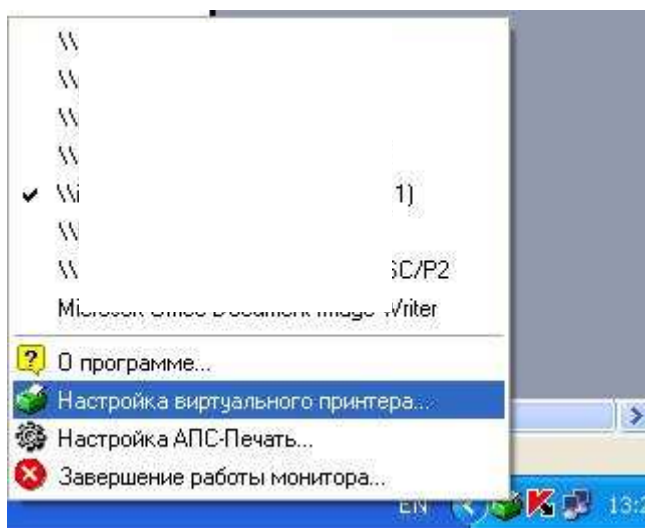 \\
\\
\\
\\
\\i 1)
\\
\\ SC/P2
Microsoft Office Document Image Writer
О программе...
Настройка виртуального принтера...
Настройка АПС-Печать...
Завершение работы монитора...
EN
13:2